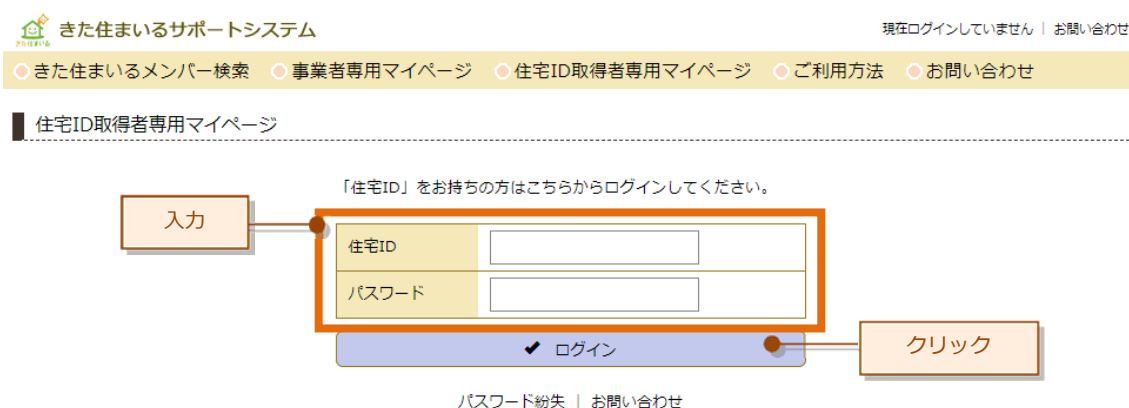 きた住まいる
きた住まいるサポートシステム
現在ログインしていません | お問い合わせ
きた住まいるメンバー検索 事業者専用マイページ 住宅ID取得者専用マイページ ご利用方法 お問い合わせ
住宅ID取得者専用マイページ
「住宅ID」をお持ちの方はこちらからログインしてください。
入力
住宅ID
パスワード
✔ ログイン
クリック
パスワード紛失 | お問い合わせ